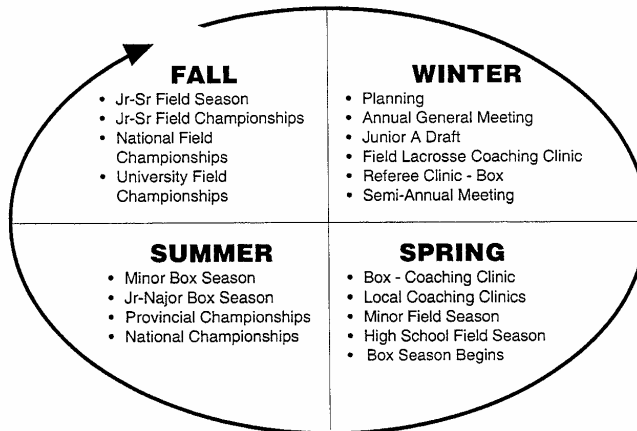 FALL
• Jr-Sr Field Season
• Jr-Sr Field Championships
• National Field
Championships
• University Field
Championships
WINTER
• Planning
• Annual General Meeting
• Junior A Draft
• Field Lacrosse Coaching Clinic
• Referee Clinic - Box
• Semi-Annual Meeting
SUMMER
• Minor Box Season
• Jr-Najor Box Season
• Provincial Championships
• National Championships
SPRING
• Box - Coaching Clinic
• Local Coaching Clinics
• Minor Field Season
• High School Field Season
• Box Season Begins